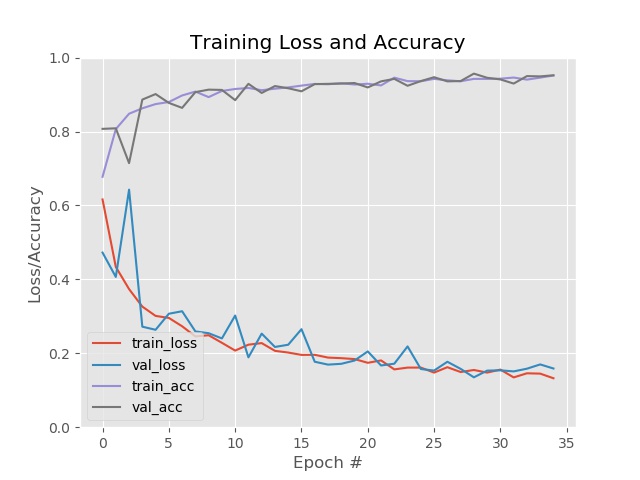 Training Loss and Accuracy
1.0
0.8
0.6
0.4
0.2
0.0
Loss/Accuracy
train_loss
val_loss
train_acc
val_acc
0 5 10 15 20 25 30 35
Epoch #